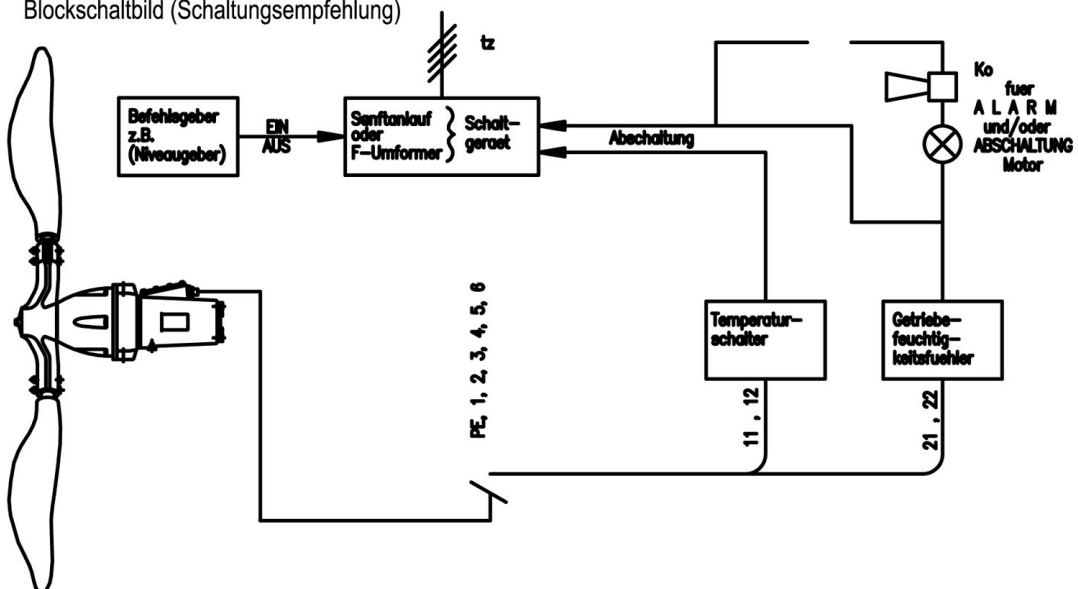 Blockschaltbild (Schaltungsempfehlung)
tz
Befehlsgeber
z.B.
(Niveaugeber)
EIN
AUS
Sanftanlauf
oder
F-Umformer
Schalt-
geraet
Abschaltung
Ko
fuer
A L A R M
und/oder
ABSCHALTUNG
Motor
PE, 1, 2, 3, 4, 5, 6
Temperatur-
schalter
Getriebe-
feuchtig-
keitsfuehler
11 , 12
21 , 22